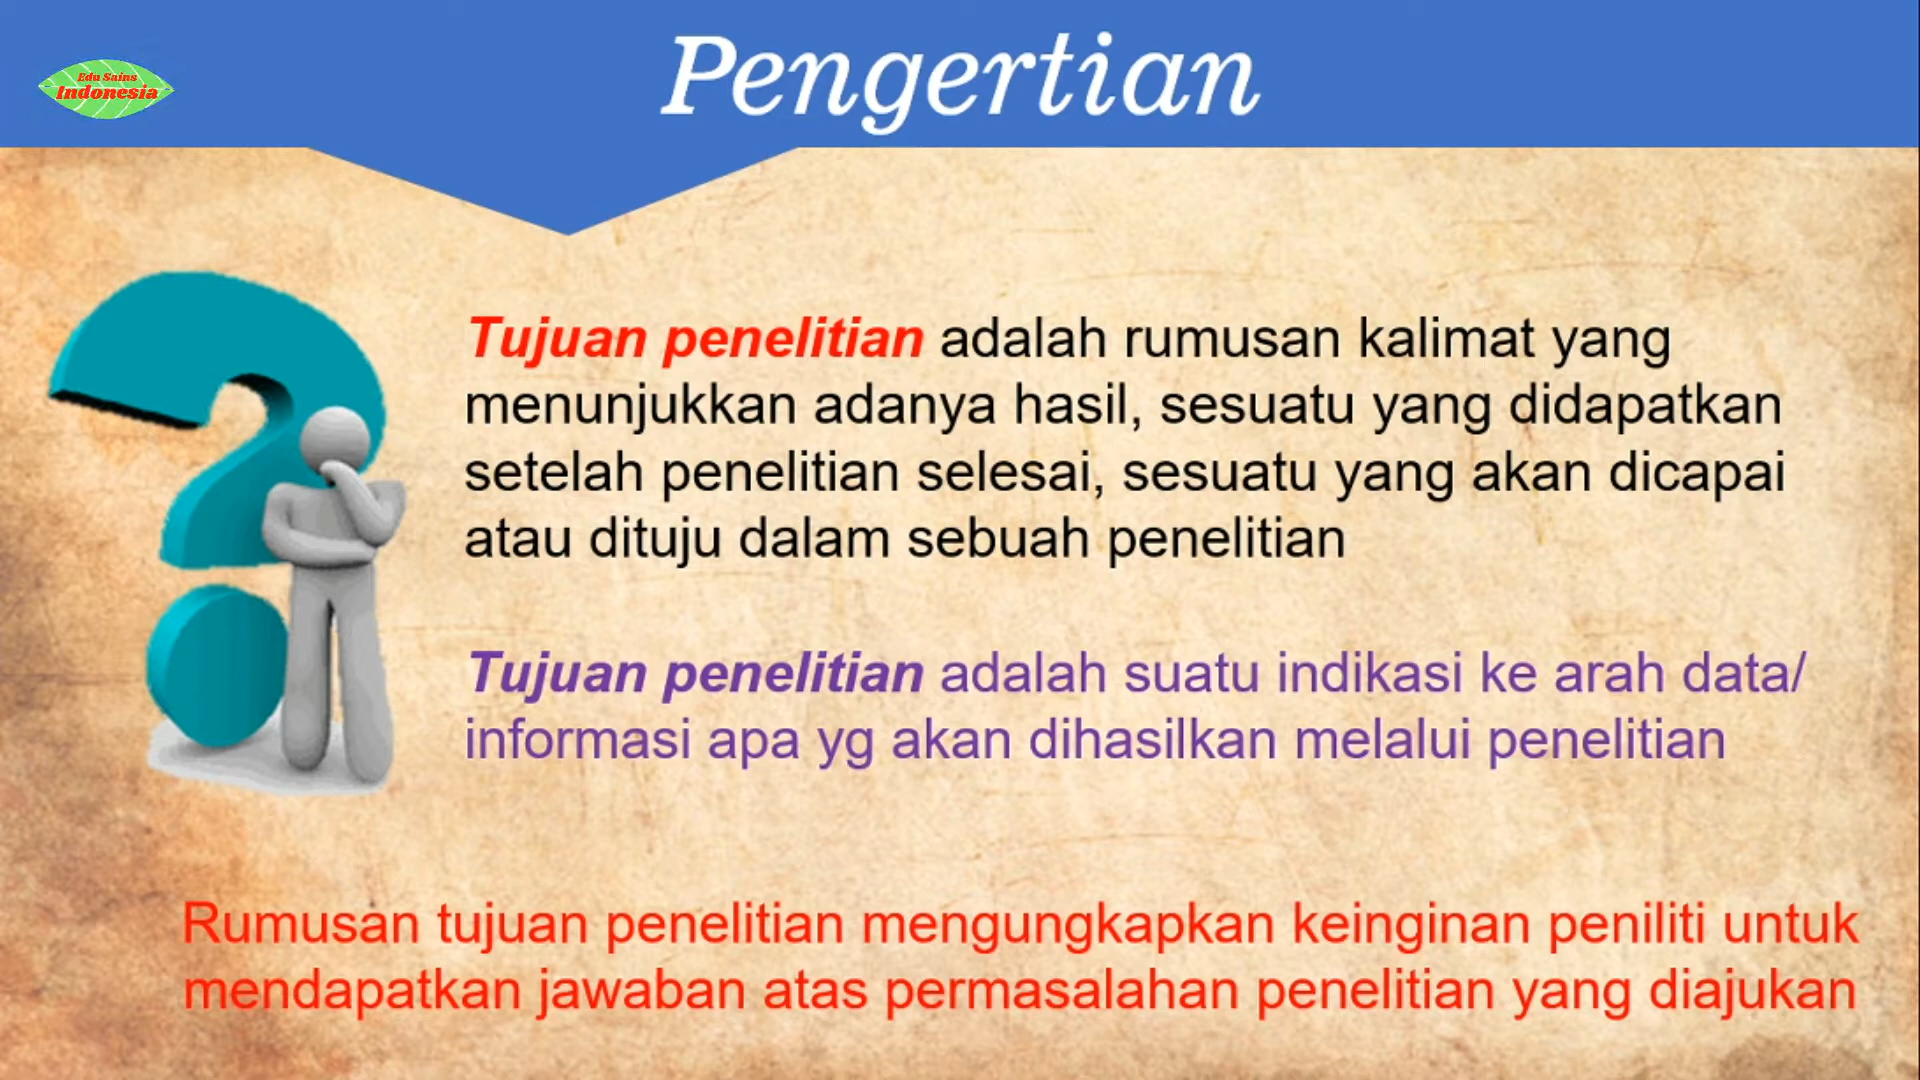 Pengertian
Edu Sains
Indonesia
Tujuan penelitian adalah rumusan kalimat yang
menunjukkan adanya hasil, sesuatu yang didapatkan
setelah penelitian selesai, sesuatu yang akan dicapai
atau dituju dalam sebuah penelitian
Tujuan penelitian adalah suatu indikasi ke arah data/
informasi apa yg akan dihasilkan melalui penelitian
Rumusan tujuan penelitian mengungkapkan keinginan peniliti untuk
mendapatkan jawaban atas permasalahan penelitian yang diajukan